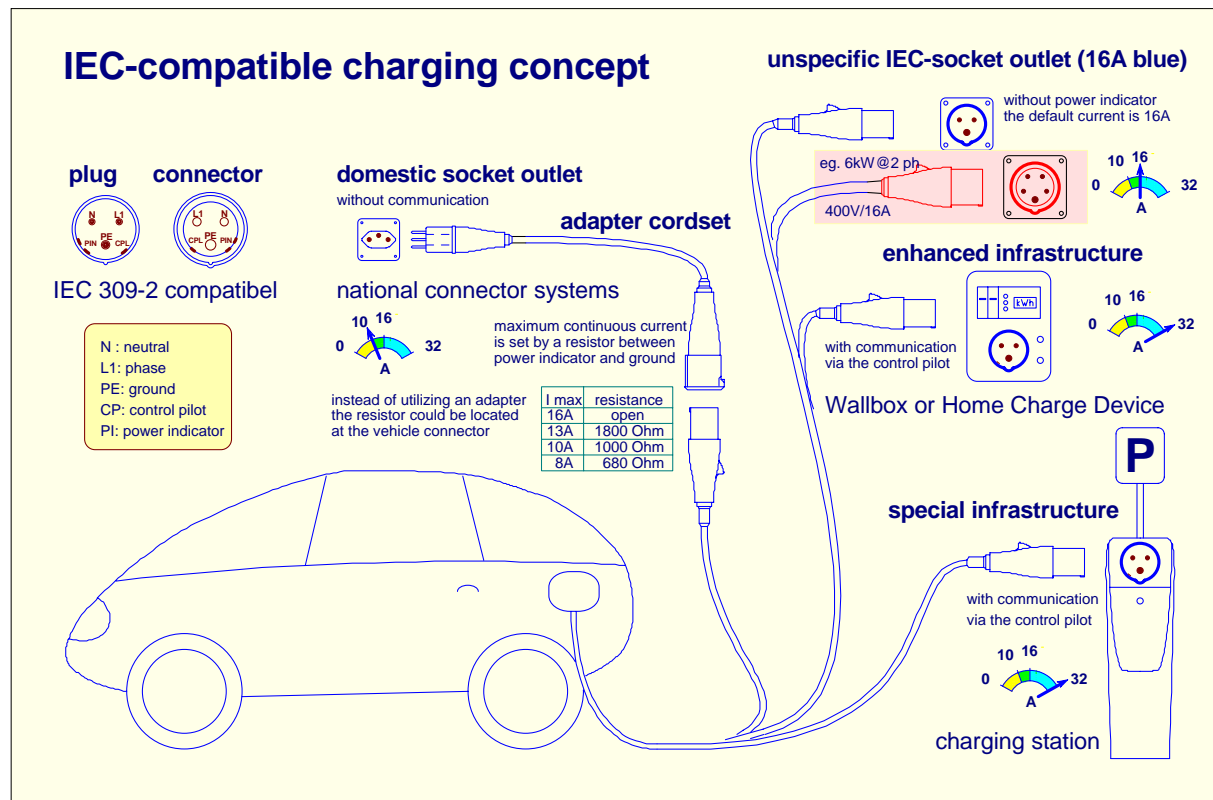 IEC-compatible charging concept
unspecific IEC-socket outlet (16A blue)
without power indicator
the default current is 16A
eg. 6kW@2 ph
400V/16A
0 10 16 32
A
plug
connector
N L1
PE
PIN CPL
L1 N
PE
CPL PIN
IEC 309-2 compatibel
domestic socket outlet
without communication
adapter cordset
national connector systems
0 10 16 32
A
maximum continuous current
is set by a resistor between
power indicator and ground
instead of utilizing an adapter
the resistor could be located
at the vehicle connector
I max resistance
16A open
13A 1800 Ohm
10A 1000 Ohm
8A 680 Ohm
N : neutral
L1: phase
PE: ground
CP: control pilot
PI: power indicator
enhanced infrastructure
kWh
0 10 16 32
A
with communication
via the control pilot
Wallbox or Home Charge Device
P
special infrastructure
with communication
via the control pilot
0 10 16 32
A
charging station